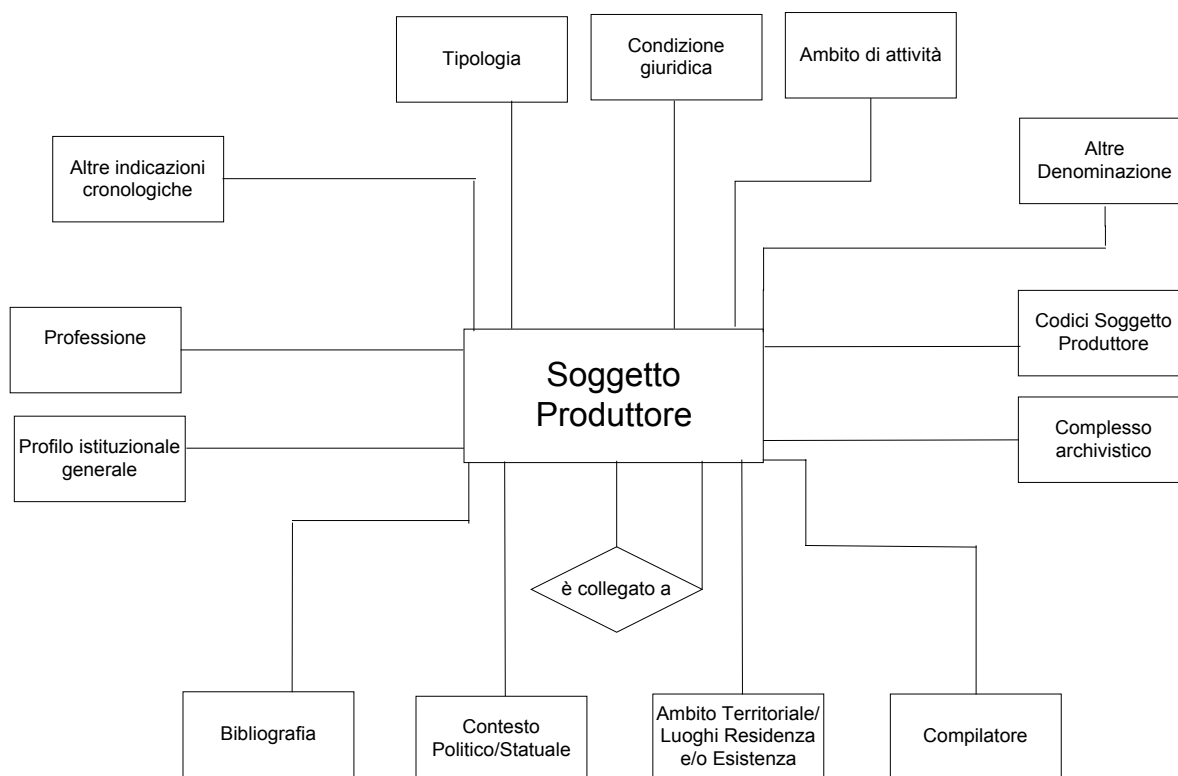 Tipologia
Condizione
giuridica
Ambito di attività
Altre indicazioni
cronologiche
Altre
Denominazione
Professione
Codici Soggetto
Produttore
Soggetto
Produttore
Profilo istituzionale
generale
Complesso
archivistico
è collegato a
Bibliografia
Contesto
Politico/Statuale
Ambito Territoriale/
Luoghi Residenza
e/o Esistenza
Compilatore